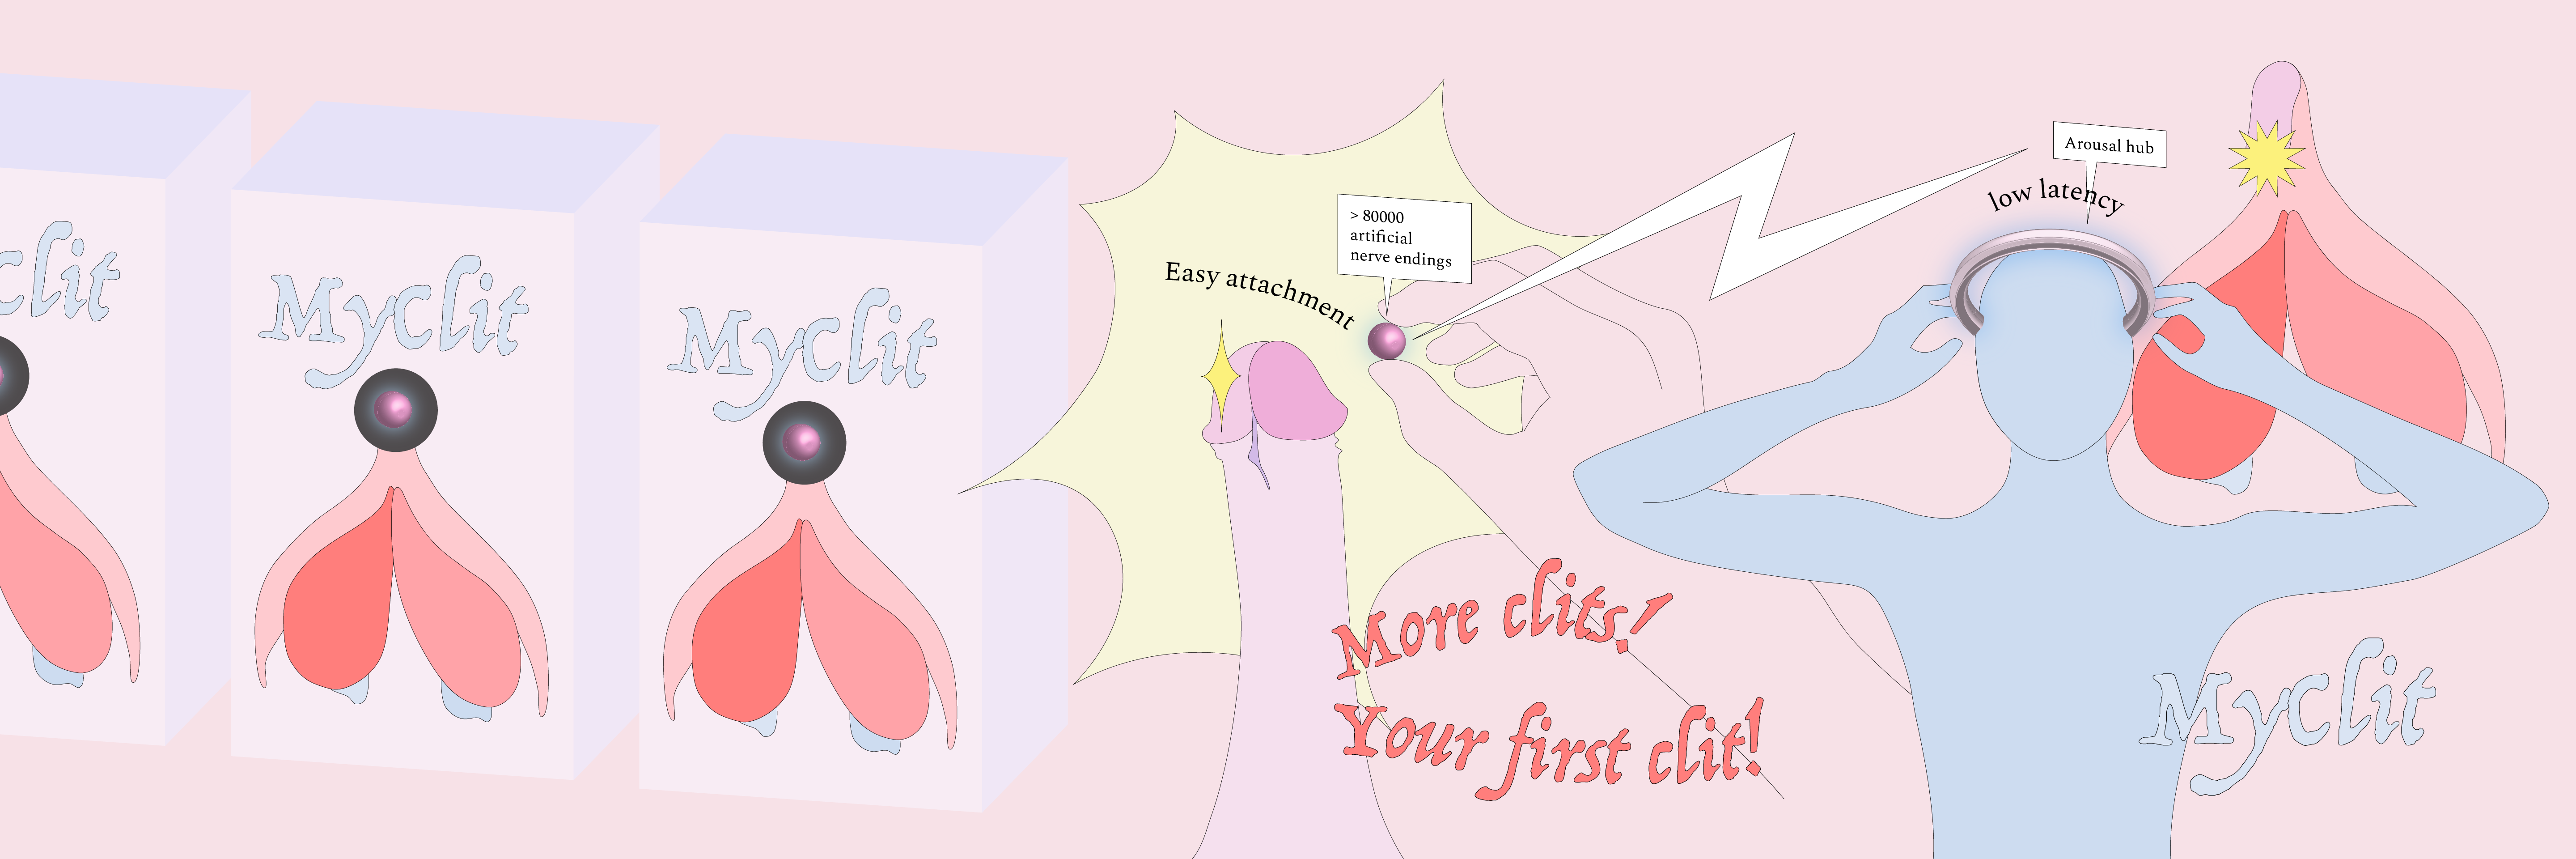 clit
Myclit
Myclit
Easy attachment
> 80000
artificial
nerve endings
Arousal hub
low latency
More clits!
Your first clit!
Myclit